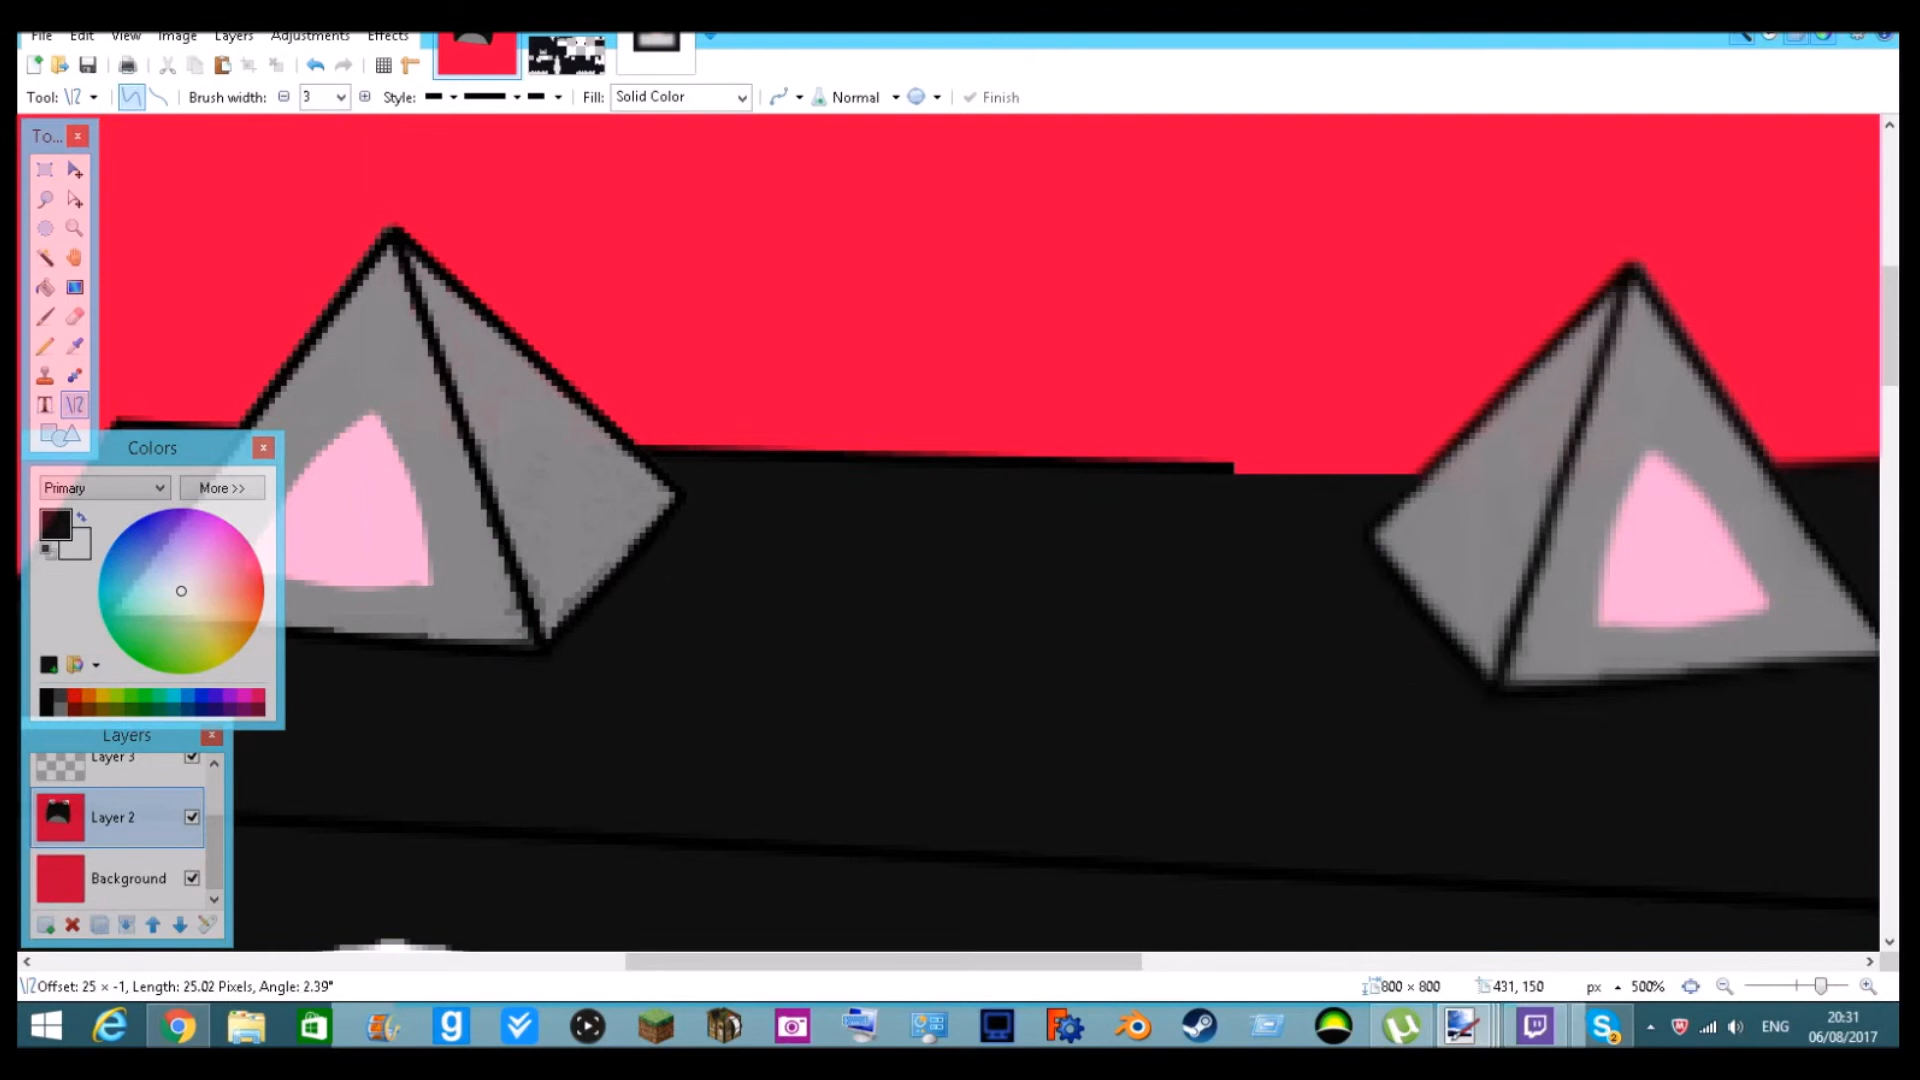 File Edit View Image Layers Adjustments Effects
Tool: Brush width: 3 Style: Fill: Solid Color Normal Finish
To...
Colors
Primary More >>
Layers
Layer 3
Layer 2
Background
Offset: 25 × -1, Length: 25.02 Pixels, Angle: 2.39° 800 × 800 431, 150 px 500%
ENG 20:31
06/08/2017